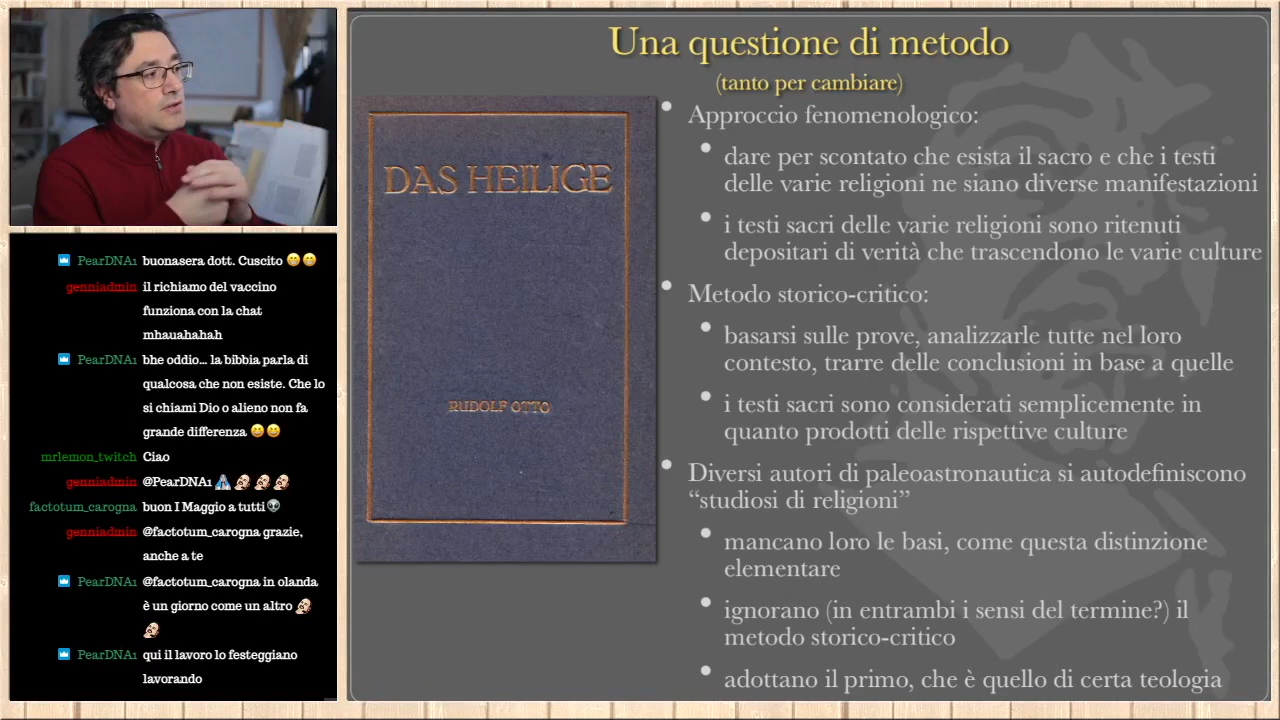 Una questione di metodo
(tanto per cambiare)
DAS HEILIGE
RUDOLF OTTO
Approccio fenomenologico:
dare per scontato che esista il sacro e che i testi
delle varie religioni ne siano diverse manifestazioni
i testi sacri delle varie religioni sono ritenuti
depositari di verità che trascendono le varie culture
Metodo storico-critico:
basarsi sulle prove, analizzarle tutte nel loro
contesto, trarre delle conclusioni in base a quelle
i testi sacri sono considerati semplicemente in
quanto prodotti delle rispettive culture
Diversi autori di paleoastronautica si autodefiniscono
“studiosi di religioni”
mancano loro le basi, come questa distinzione
elementare
ignorano (in entrambi i sensi del termine?) il
metodo storico-critico
adottano il primo, che è quello di certa teologia
PearDNA1 buonasera dott. Cuscito 😁😁
genniadmin il richiamo del vaccino
funziona con la chat
mhauahahah
PearDNA1 bhe oddio... la bibbia parla di
qualcosa che non esiste. Che lo
si chiami Dio o alieno non fa
grande differenza 😄😄
mrlemon_twitch Ciao
genniadmin @PearDNA1
factotum_carogna buon I Maggio a tutti👽
genniadmin @factotum_carogna grazie,
anche a te
PearDNA1 @factotum_carogna in olanda
è un giorno come un altro
PearDNA1 qui il lavoro lo festeggiano
lavorando